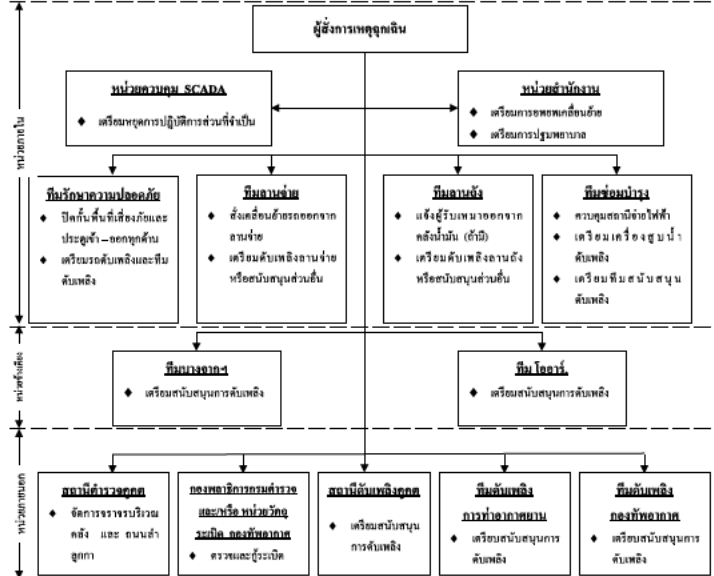 ผู้สั่งการเหตุฉุกเฉิน
หน่วยภายใน
หน่วยควบคุม SCADA
♦ เตรียมหยุดการปฏิบัติการส่วนที่จำเป็น
หน่วยสำนักงาน
♦ เตรียมการอพยพเคลื่อนย้าย
♦ เตรียมการปฐมพยาบาล
ทีมรักษาความปลอดภัย
♦ ปิดกั้นพื้นที่เสี่ยงภัยและ
ประตูเข้า – ออกทุกด้าน
♦ เตรียมรถดับเพลิงและทีม
ดับเพลิง
ทีมลานจ่าย
♦ สั่งเคลื่อนย้ายรถออกจาก
ลานจ่าย
♦ เตรียมดับเพลิงลานจ่าย
หรือสนับสนุนส่วนอื่น
ทีมลานถัง
♦ แจ้งผู้รับเหมาออกจาก
คลังน้ำมัน (ถ้ามี)
♦ เตรียมดับเพลิงลานถัง
หรือสนับสนุนส่วนอื่น
ทีมซ่อมบำรุง
♦ ควบคุมสถานีจ่ายไฟฟ้า
♦ เตรียมเครื่องสูบน้ำ
ดับเพลิง
♦ เตรียมทีมสนับสนุน
ดับเพลิง
หน่วยข้างเคียง
ทีมบางจากฯ
♦ เตรียมสนับสนุนการดับเพลิง
ทีม โออาร์.
♦ เตรียมสนับสนุนการดับเพลิง
หน่วยภายนอก
สถานีตำรวจคูคต
♦ จัดการจราจรบริเวณ
คลัง และ ถนนลำ
ลูกกา
กองพลาธิการกรมตำรวจ
และ/หรือ หน่วยวัตถุ
ระเบิด กองทัพอากาศ
♦ ตรวจและกู้ระเบิด
สถานีดับเพลิงคูคต
♦ เตรียมสนับสนุน
การดับเพลิง
ทีมดับเพลิง
การท่าอากาศยาน
♦ เตรียบสนับสนุนการ
ดับเพลิง
ทีมดับเพลิง
กองทัพอากาศ
♦ เตรียบสนับสนุนการ
ดับเพลิง